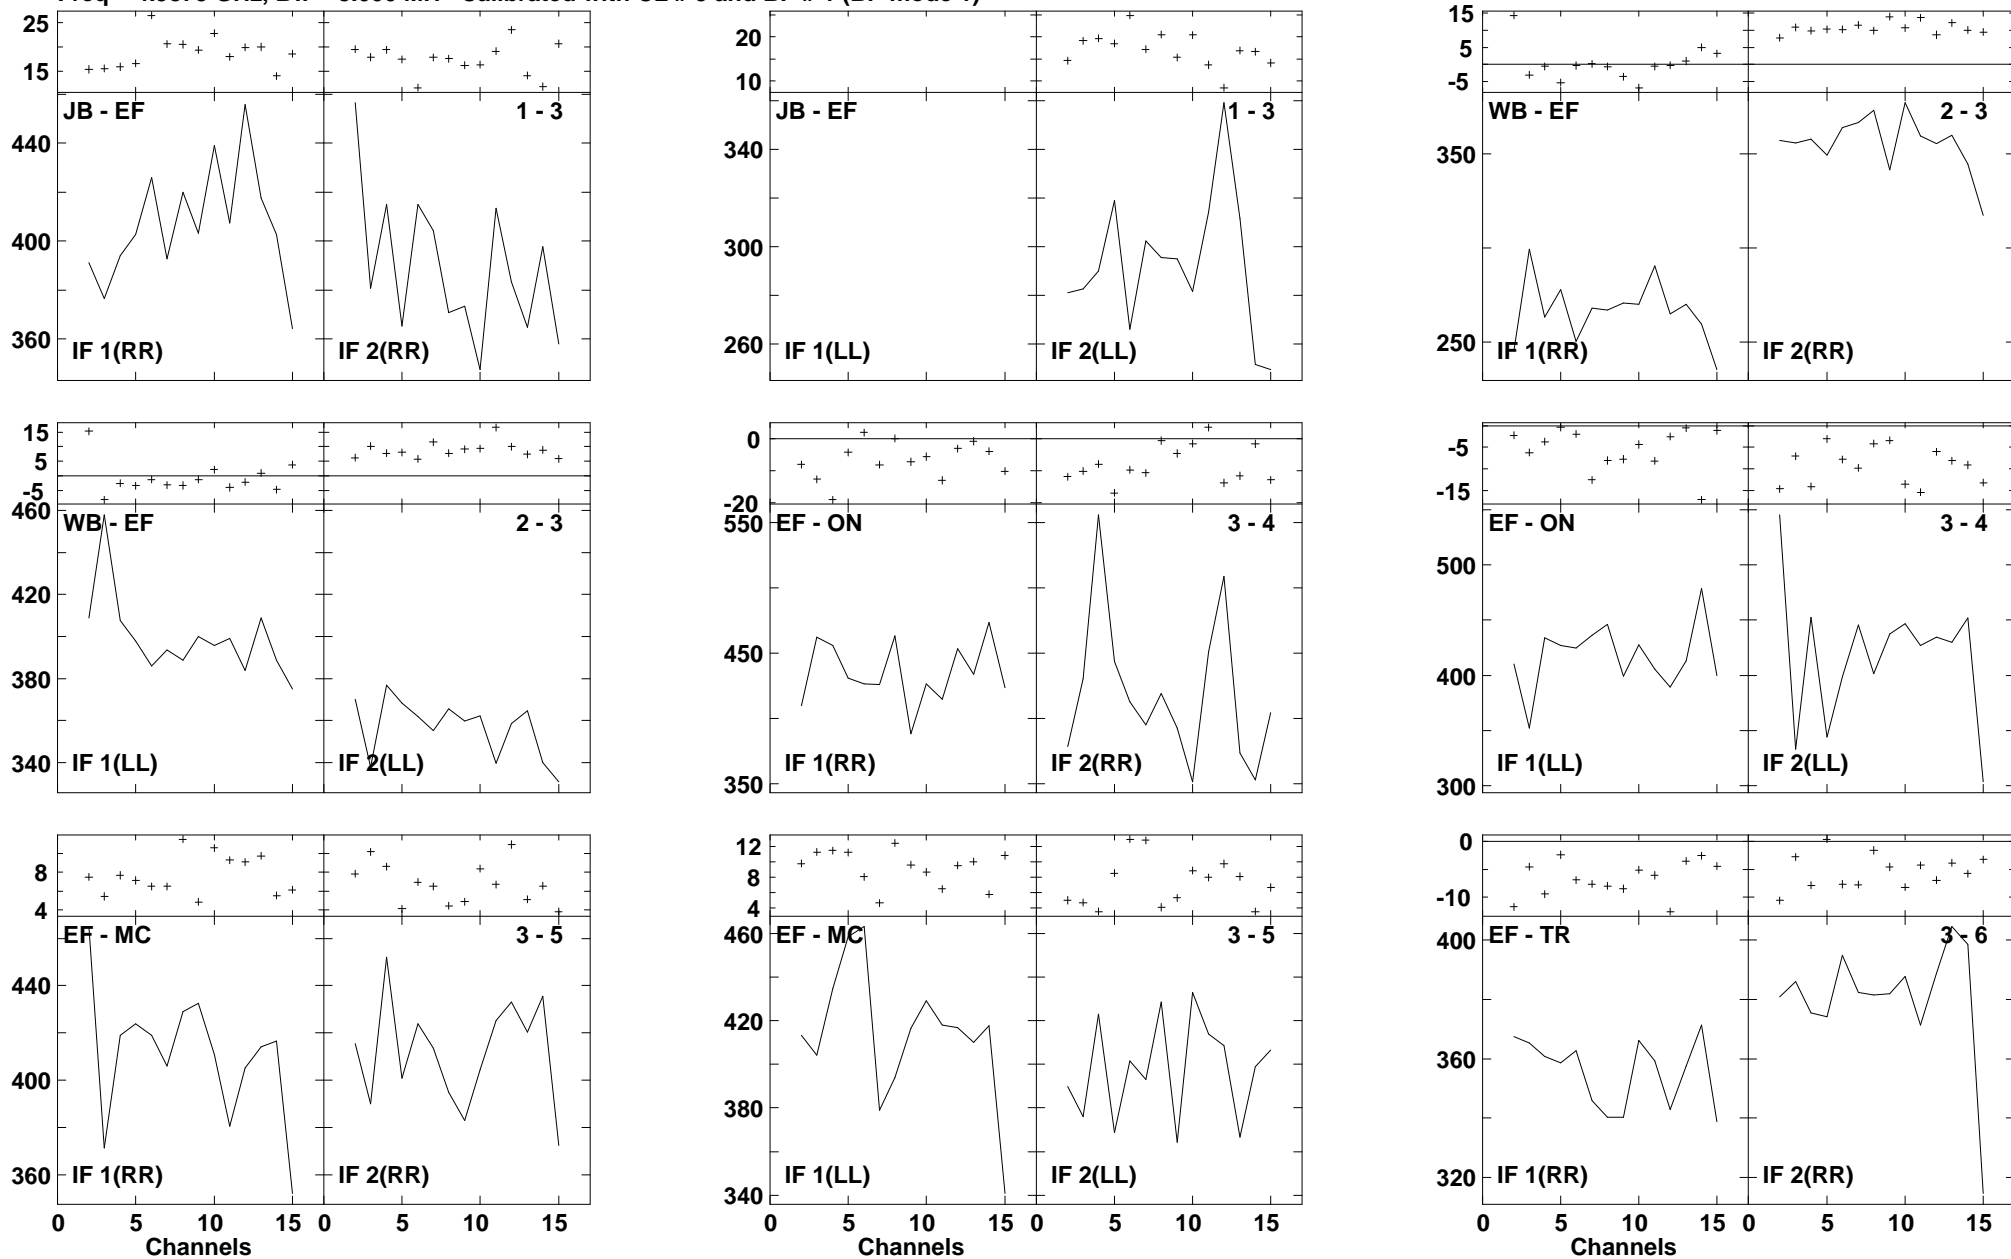 25
15
JB - EF
1 - 3
440
400
360
IF 1(RR)
IF 2(RR)
20
10
JB - EF
1 - 3
340
300
260
IF 1(LL)
IF 2(LL)
15
5
-5
WB - EF
2 - 3
350
250
IF 1(RR)
IF 2(RR)
15
5
-5
460
WB - EF
2 - 3
420
380
340
IF 1(LL)
IF 2(LL)
0
-20
550
EF - ON
3 - 4
450
350
IF 1(RR)
IF 2(RR)
-5
-15
EF - ON
3 - 4
500
400
300
IF 1(LL)
IF 2(LL)
8
4
EF - MC
3 - 5
440
400
360
IF 1(RR)
IF 2(RR)
0 5 10 15 0 5 10 15
Channels
12
8
4
460
EF - MC
3 - 5
420
380
340
IF 1(LL)
IF 2(LL)
0 5 10 15 0 5 10 15
Channels
0
-10
400
EF - TR
3 - 6
360
320
IF 1(RR)
IF 2(RR)
0 5 10 15 0 5 10 15
Channels